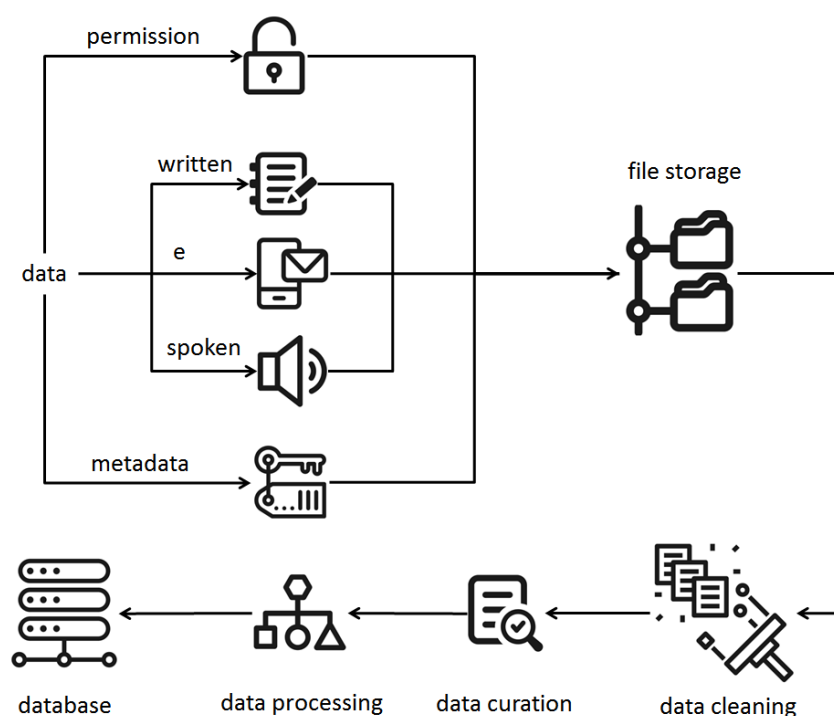 permission
written
file storage
e
data
spoken
metadata
database
data processing
data curation
data cleaning